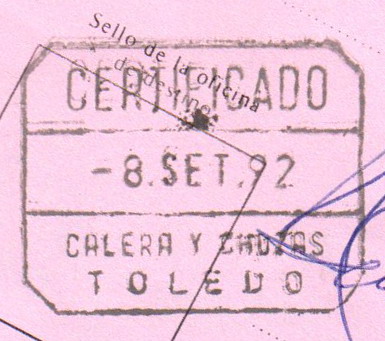 Sello de la oficina
de destino
CERTIFICADO
-8.SET.92
CALERA Y CHOZAS
TOLEDO